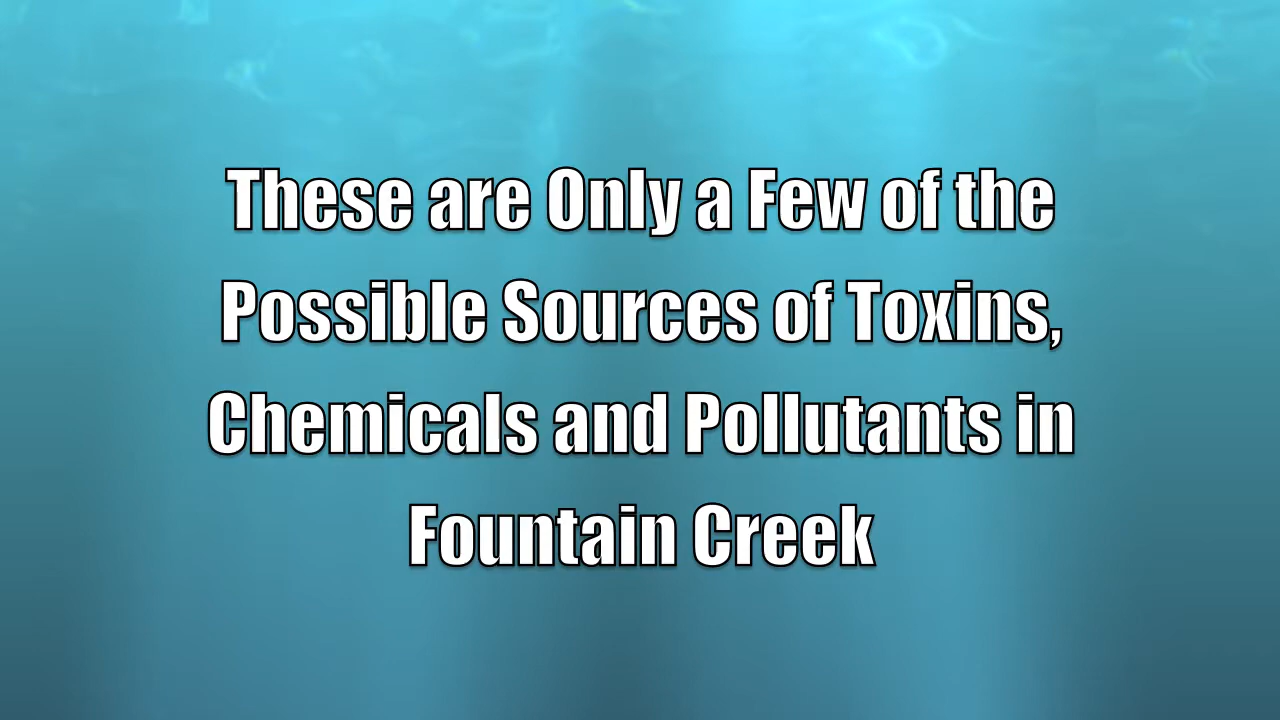 These are Only a Few of the
Possible Sources of Toxins,
Chemicals and Pollutants in
Fountain Creek